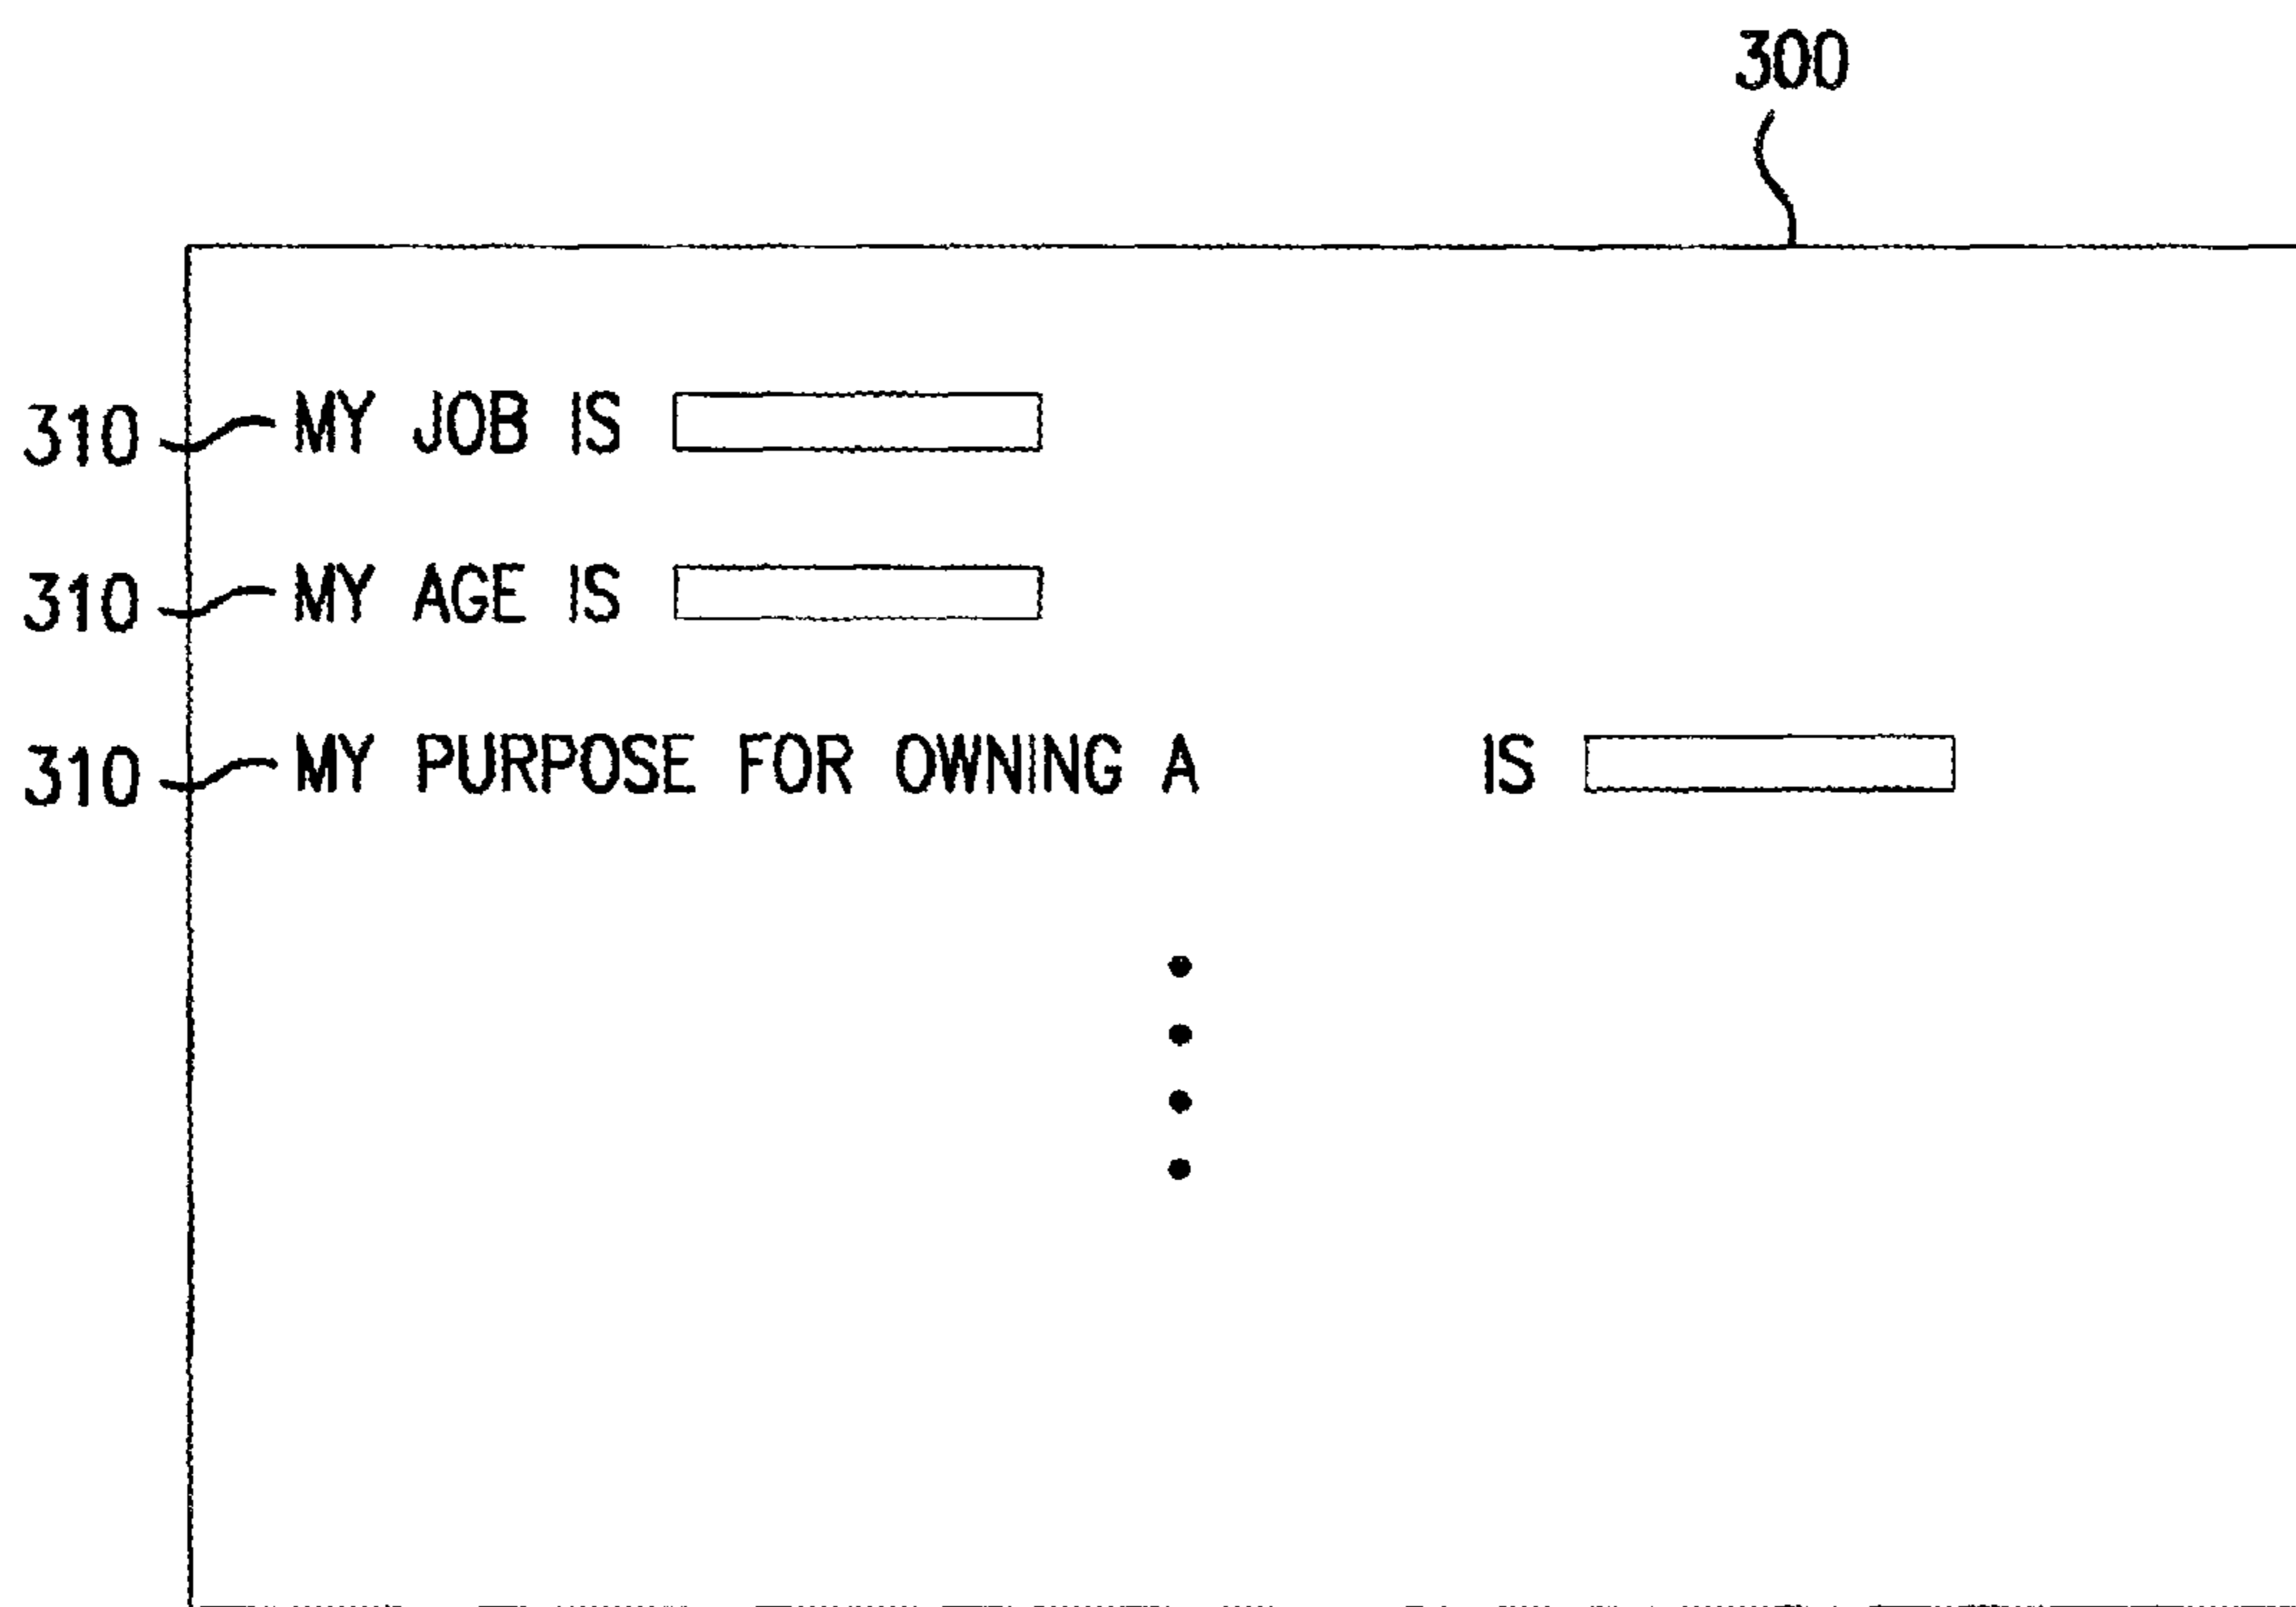 300
310 MY JOB IS
310 MY AGE IS
310 MY PURPOSE FOR OWNING A IS